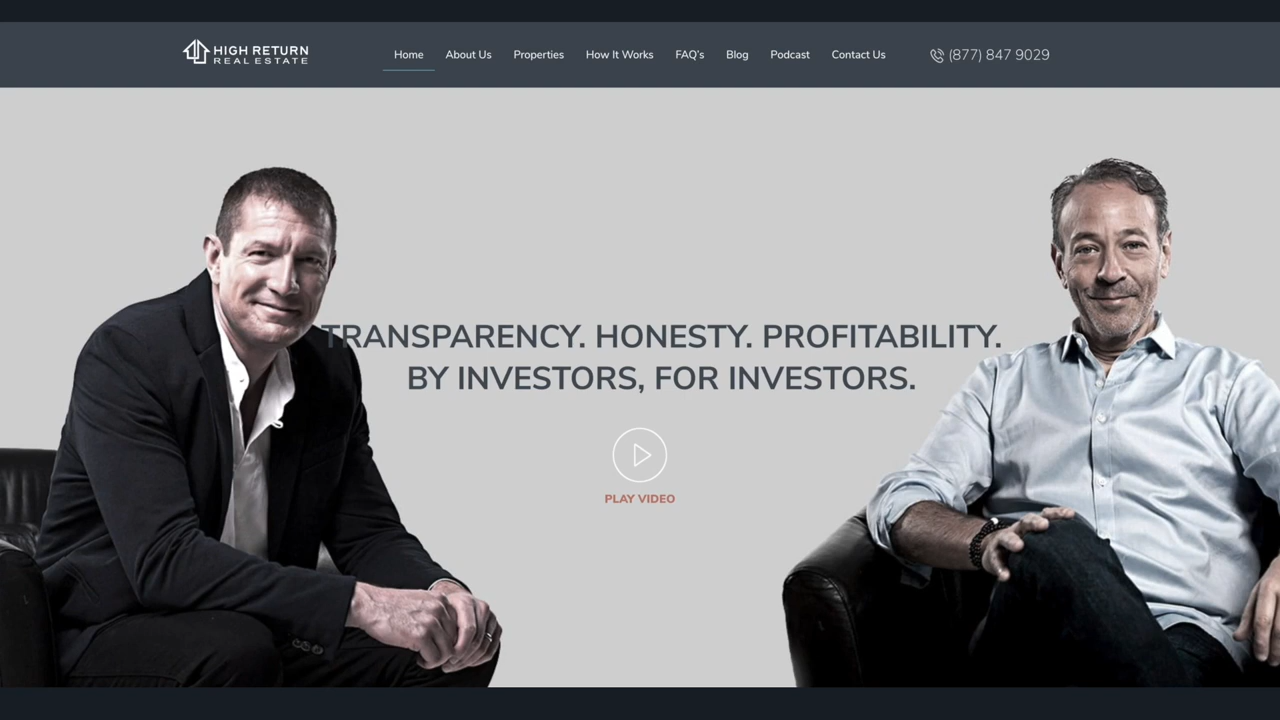 HIGH RETURN
REAL ESTATE
Home About Us Properties How It Works FAQ's Blog Podcast Contact Us (877) 847 9029
TRANSPARENCY. HONESTY. PROFITABILITY.
BY INVESTORS, FOR INVESTORS.
PLAY VIDEO